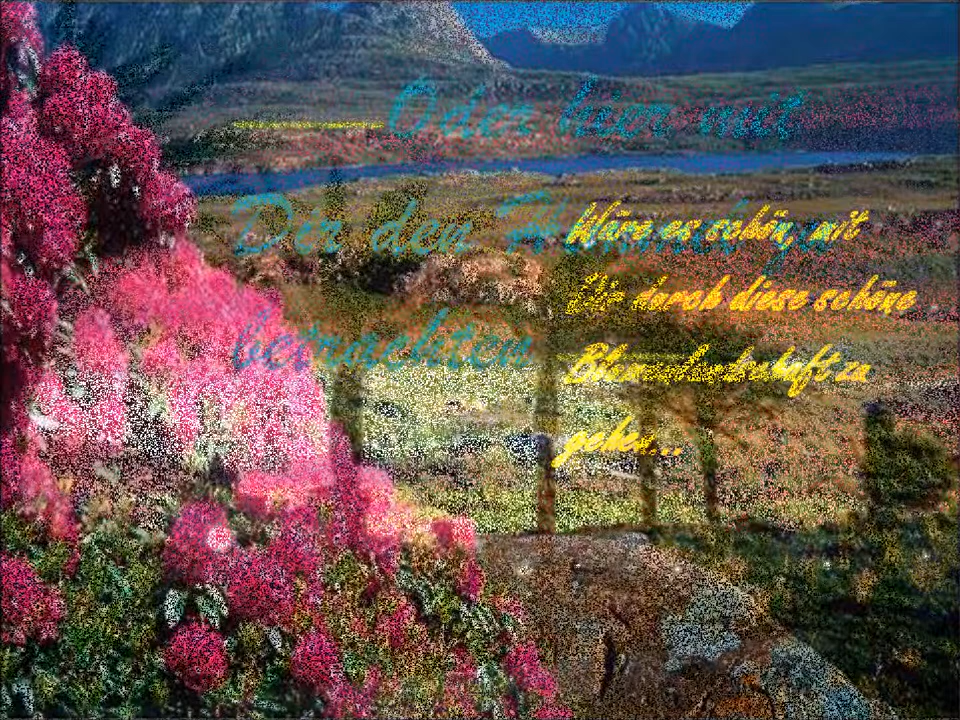 Oder hier mit
Dir den
betrachten
Wäre es schön, mit
Dir durch diese schöne
Blumenlandschaft zu
gehen...